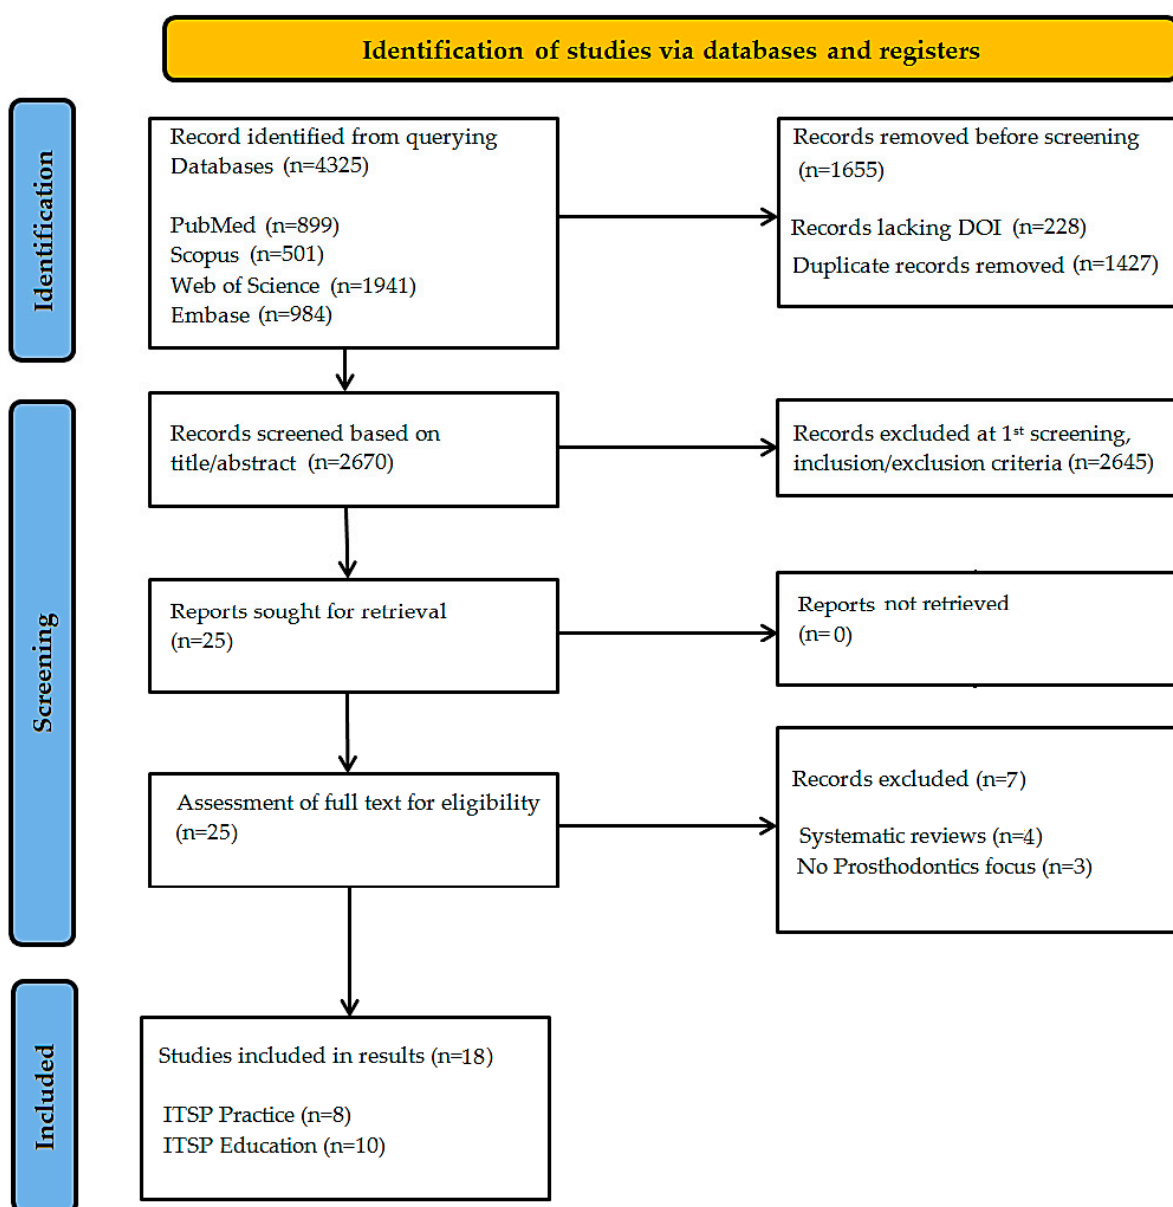 Identification of studies via databases and registers
Identification
Record identified from querying
Databases (n=4325)
PubMed (n=899)
Scopus (n=501)
Web of Science (n=1941)
Embase (n=984)
Records removed before screening
(n=1655)
Records lacking DOI (n=228)
Duplicate records removed (n=1427)
Screening
Records screened based on
title/abstract (n=2670)
Records excluded at 1st screening,
inclusion/exclusion criteria (n=2645)
Reports sought for retrieval
(n=25)
Reports not retrieved
(n=0)
Assessment of full text for eligibility
(n=25)
Records excluded (n=7)
Systematic reviews (n=4)
No Prosthodontics focus (n=3)
Included
Studies included in results (n=18)
ITSP Practice (n=8)
ITSP Education (n=10)